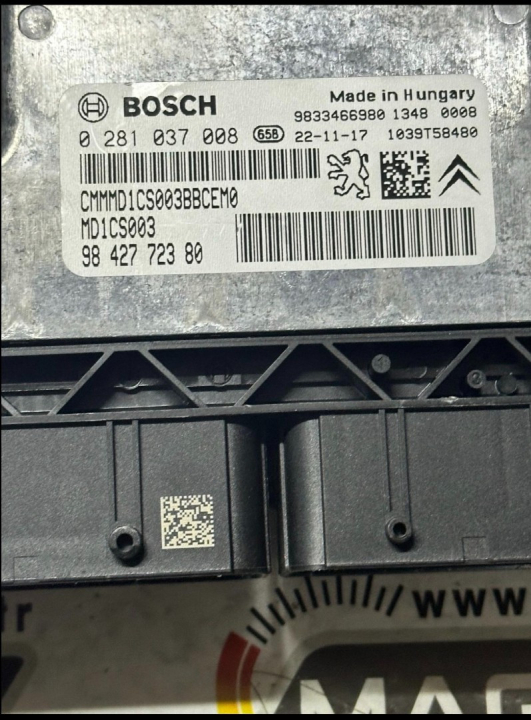 BOSCH
Made in Hungary
9833466980 1348 0008
0 281 037 008 658 22-11-17 1039T58480
CMMMD1CS003BBCEM0
MD1CS003
98 427 723 80
www